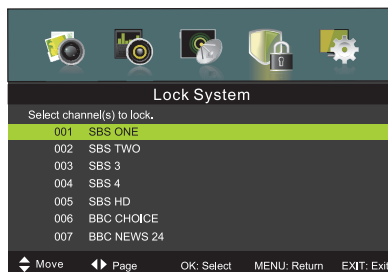 Lock System
Select channel(s) to lock.
001 SBS ONE
002 SBS TWO
003 SBS 3
004 SBS 4
005 SBS HD
006 BBC CHOICE
007 BBC NEWS 24
Move Page OK: Select MENU: Return EXIT: Exit